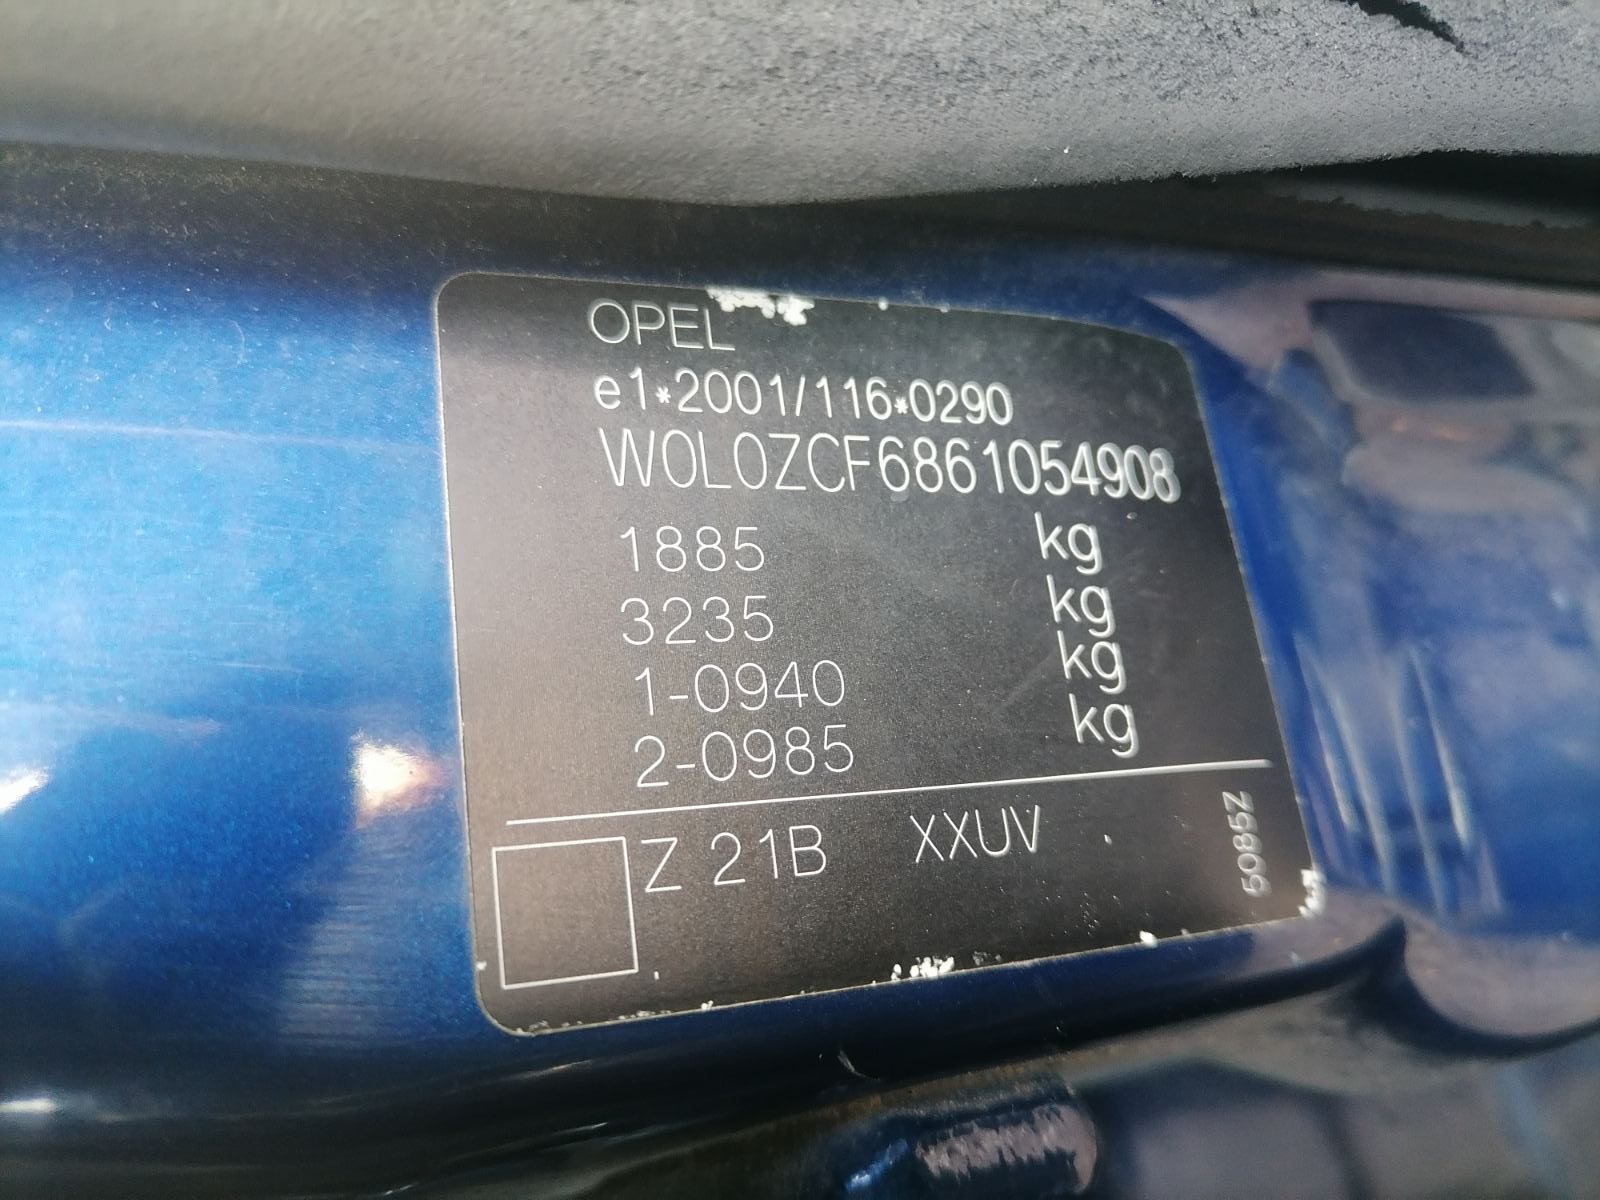 OPEL
e1*2001/116*0290
W0L0ZCF6861054908
1885 kg
3235 kg
1-0940 kg
2-0985 kg
Z 21B XXUV
5085Z